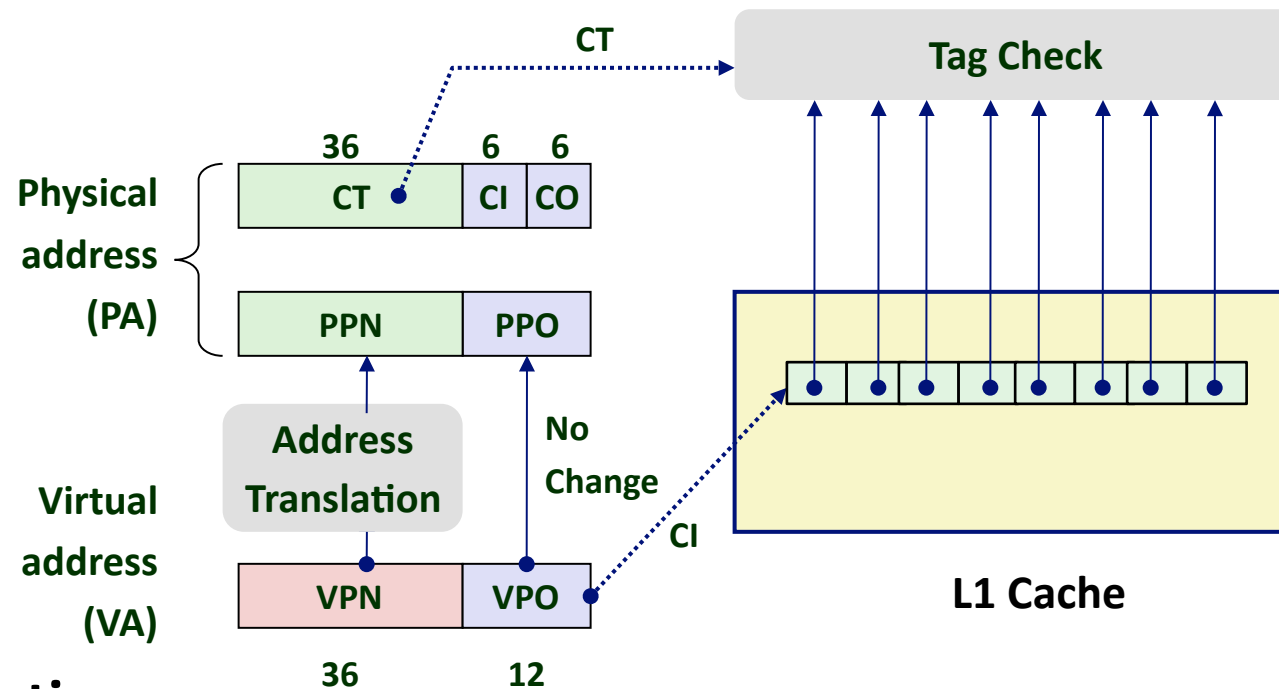 CT
Tag Check
36 6 6
Physical
address
(PA)
CT CI CO
PPN PPO
Address
Translation
No
Change
CI
Virtual
address
(VA)
VPN VPO
L1 Cache
36 12